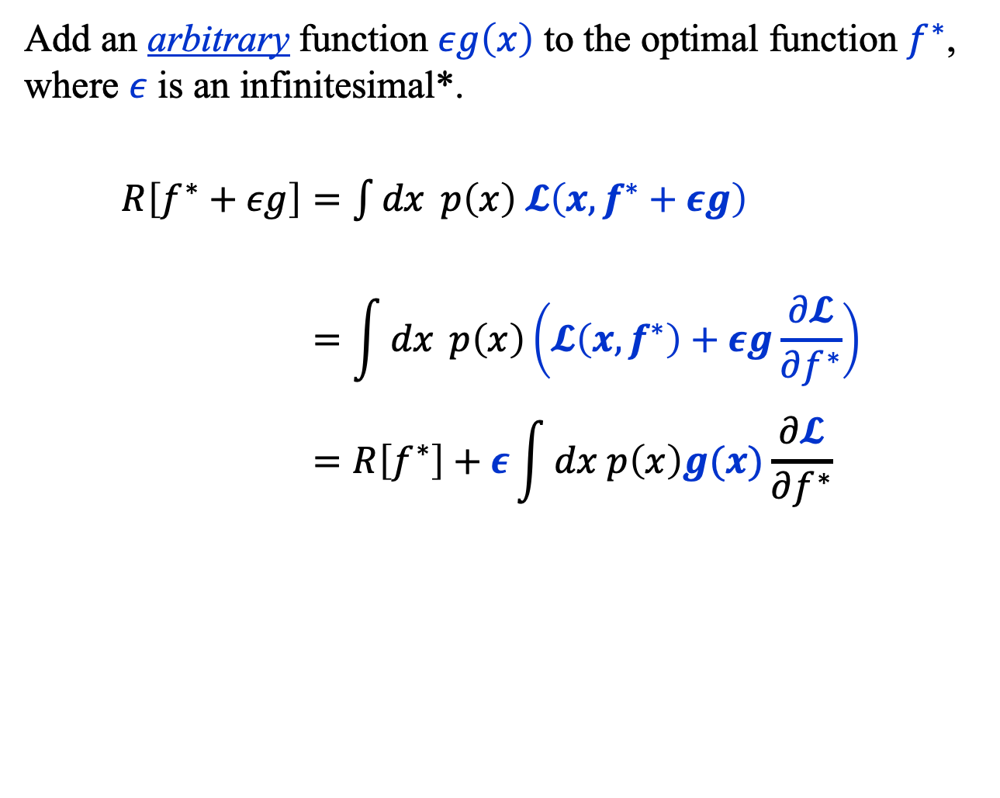 Add an arbitrary function ϵg(x) to the optimal function f*,
where ϵ is an infinitesimal*.
R[f* + ϵg] = ∫ dx p(x) ℒ(x, f* + ϵg)
= ∫ dx p(x) (ℒ(x, f*) + ϵg ∂ℒ/∂f*)
= R[f*] + ϵ ∫ dx p(x)g(x) ∂ℒ/∂f*